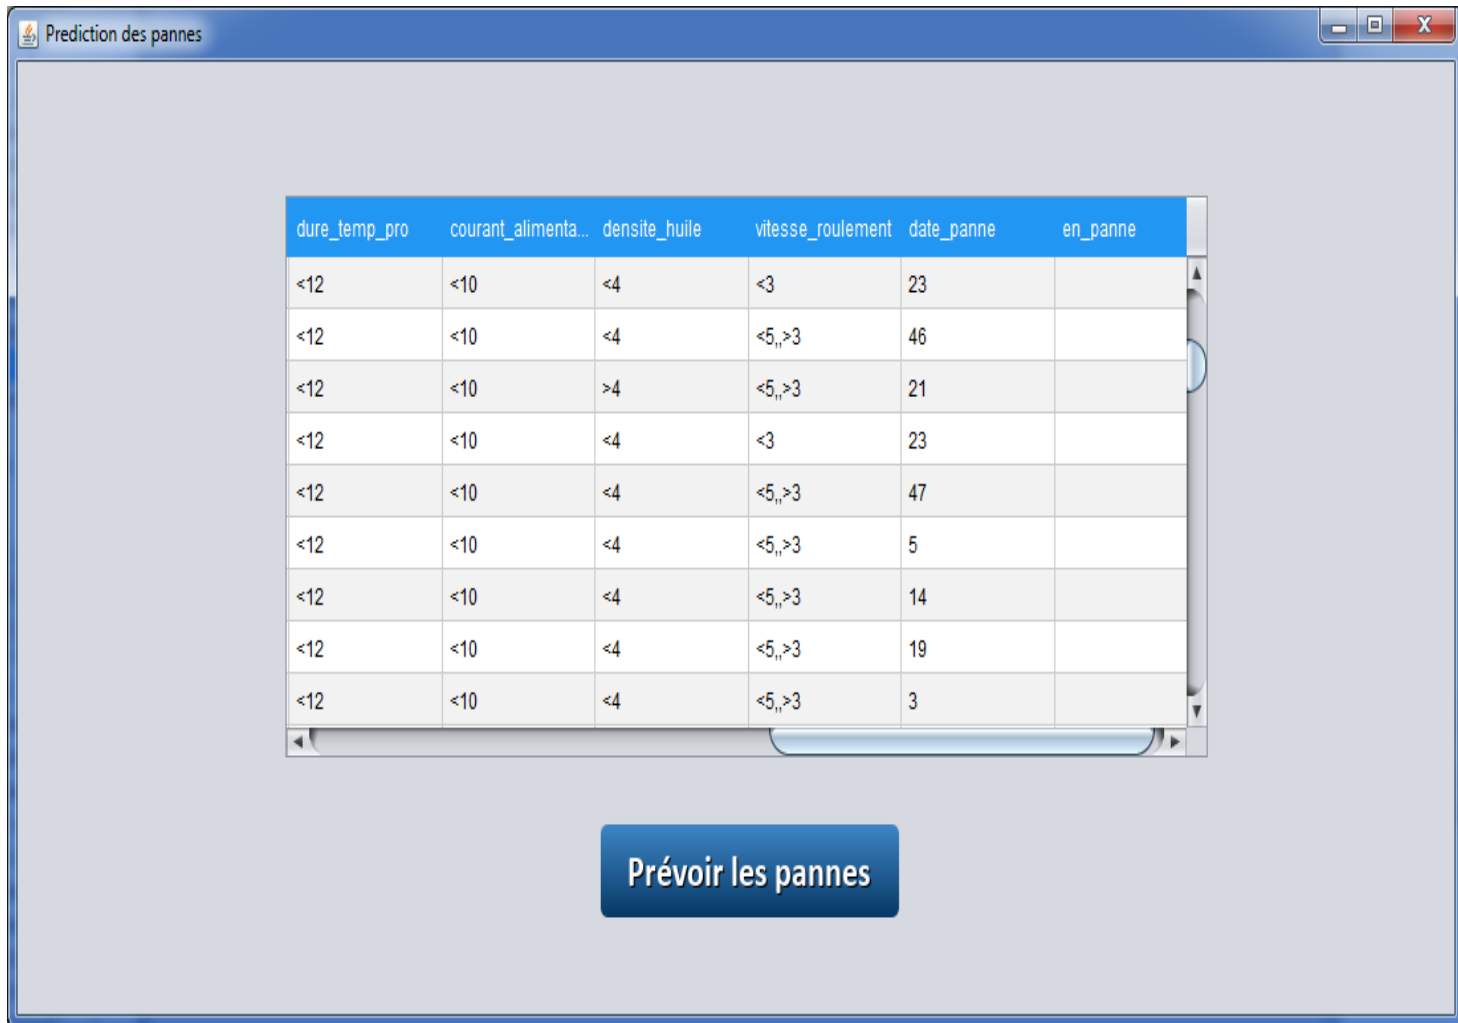 Prediction des pannes
dure_temp_pro courant_alimenta... densite_huile vitesse_roulement date_panne en_panne
<12 <10 <4 <3 23
<12 <10 <4 <5,,>3 46
<12 <10 >4 <5,,>3 21
<12 <10 <4 <3 23
<12 <10 <4 <5,,>3 47
<12 <10 <4 <5,,>3 5
<12 <10 <4 <5,,>3 14
<12 <10 <4 <5,,>3 19
<12 <10 <4 <5,,>3 3
Prévoir les pannes